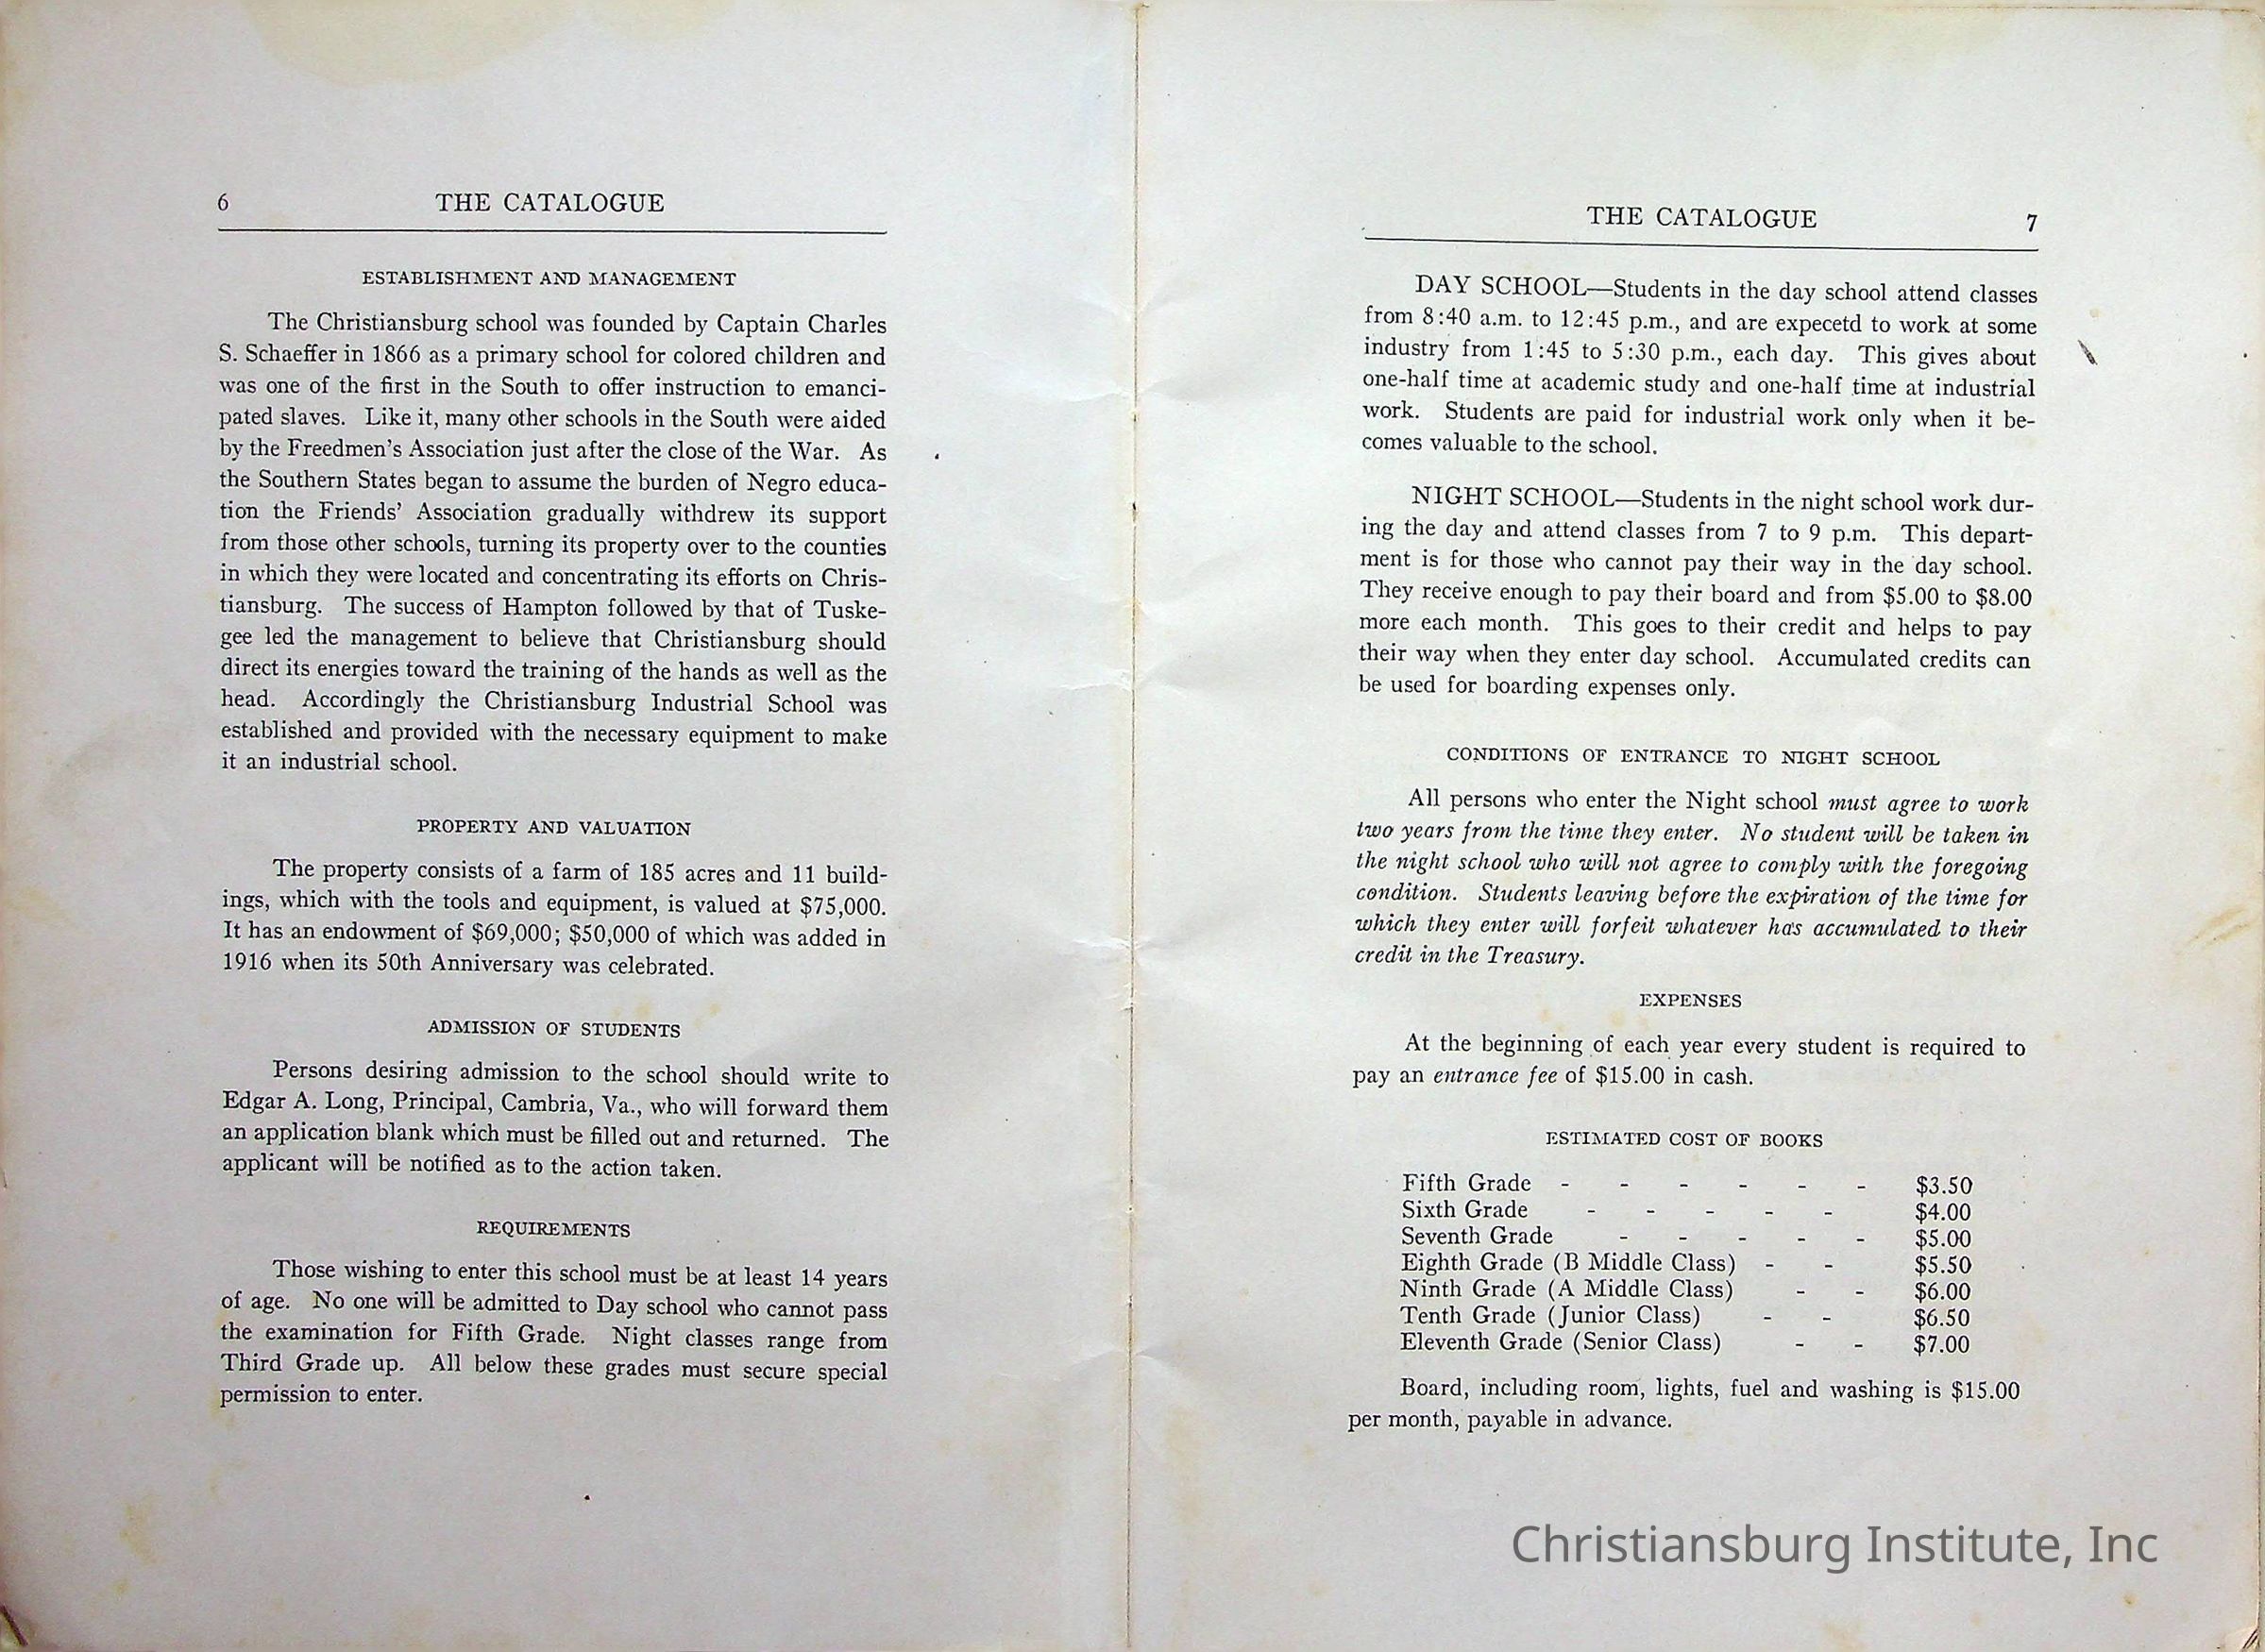 6 THE CATALOGUE
ESTABLISHMENT AND MANAGEMENT
The Christiansburg school was founded by Captain Charles
S. Schaeffer in 1866 as a primary school for colored children and
was one of the first in the South to offer instruction to emanci-
pated slaves. Like it, many other schools in the South were aided
by the Freedmen's Association just after the close of the War. As
the Southern States began to assume the burden of Negro educa-
tion the Friends' Association gradually withdrew its support
from those other schools, turning its property over to the counties
in which they were located and concentrating its efforts on Chris-
tiansburg. The success of Hampton followed by that of Tuske-
gee led the management to believe that Christiansburg should
direct its energies toward the training of the hands as well as the
head. Accordingly the Christiansburg Industrial School was
established and provided with the necessary equipment to make
it an industrial school.
PROPERTY AND VALUATION
The property consists of a farm of 185 acres and 11 build-
ings, which with the tools and equipment, is valued at $75,000.
It has an endowment of $69,000; $50,000 of which was added in
1916 when its 50th Anniversary was celebrated.
ADMISSION OF STUDENTS
Persons desiring admission to the school should write to
Edgar A. Long, Principal, Cambria, Va., who will forward them
an application blank which must be filled out and returned. The
applicant will be notified as to the action taken.
REQUIREMENTS
Those wishing to enter this school must be at least 14 years
of age. No one will be admitted to Day school who cannot pass
the examination for Fifth Grade. Night classes range from
Third Grade up. All below these grades must secure special
permission to enter.
THE CATALOGUE 7
DAY SCHOOL—Students in the day school attend classes
from 8:40 a.m. to 12:45 p.m., and are expecetd to work at some
industry from 1:45 to 5:30 p.m., each day. This gives about
one-half time at academic study and one-half time at industrial
work. Students are paid for industrial work only when it be-
comes valuable to the school.
NIGHT SCHOOL—Students in the night school work dur-
ing the day and attend classes from 7 to 9 p.m. This depart-
ment is for those who cannot pay their way in the day school.
They receive enough to pay their board and from $5.00 to $8.00
more each month. This goes to their credit and helps to pay
their way when they enter day school. Accumulated credits can
be used for boarding expenses only.
CONDITIONS OF ENTRANCE TO NIGHT SCHOOL
All persons who enter the Night school must agree to work
two years from the time they enter. No student will be taken in
the night school who will not agree to comply with the foregoing
condition. Students leaving before the expiration of the time for
which they enter will forfeit whatever has accumulated to their
credit in the Treasury.
EXPENSES
At the beginning of each year every student is required to
pay an entrance fee of $15.00 in cash.
ESTIMATED COST OF BOOKS
Fifth Grade - - - - - - $3.50
Sixth Grade - - - - - $4.00
Seventh Grade - - - - - $5.00
Eighth Grade (B Middle Class) - - $5.50
Ninth Grade (A Middle Class) - - $6.00
Tenth Grade (Junior Class) - - $6.50
Eleventh Grade (Senior Class) - - $7.00
Board, including room, lights, fuel and washing is $15.00
per month, payable in advance.
Christiansburg Institute, Inc